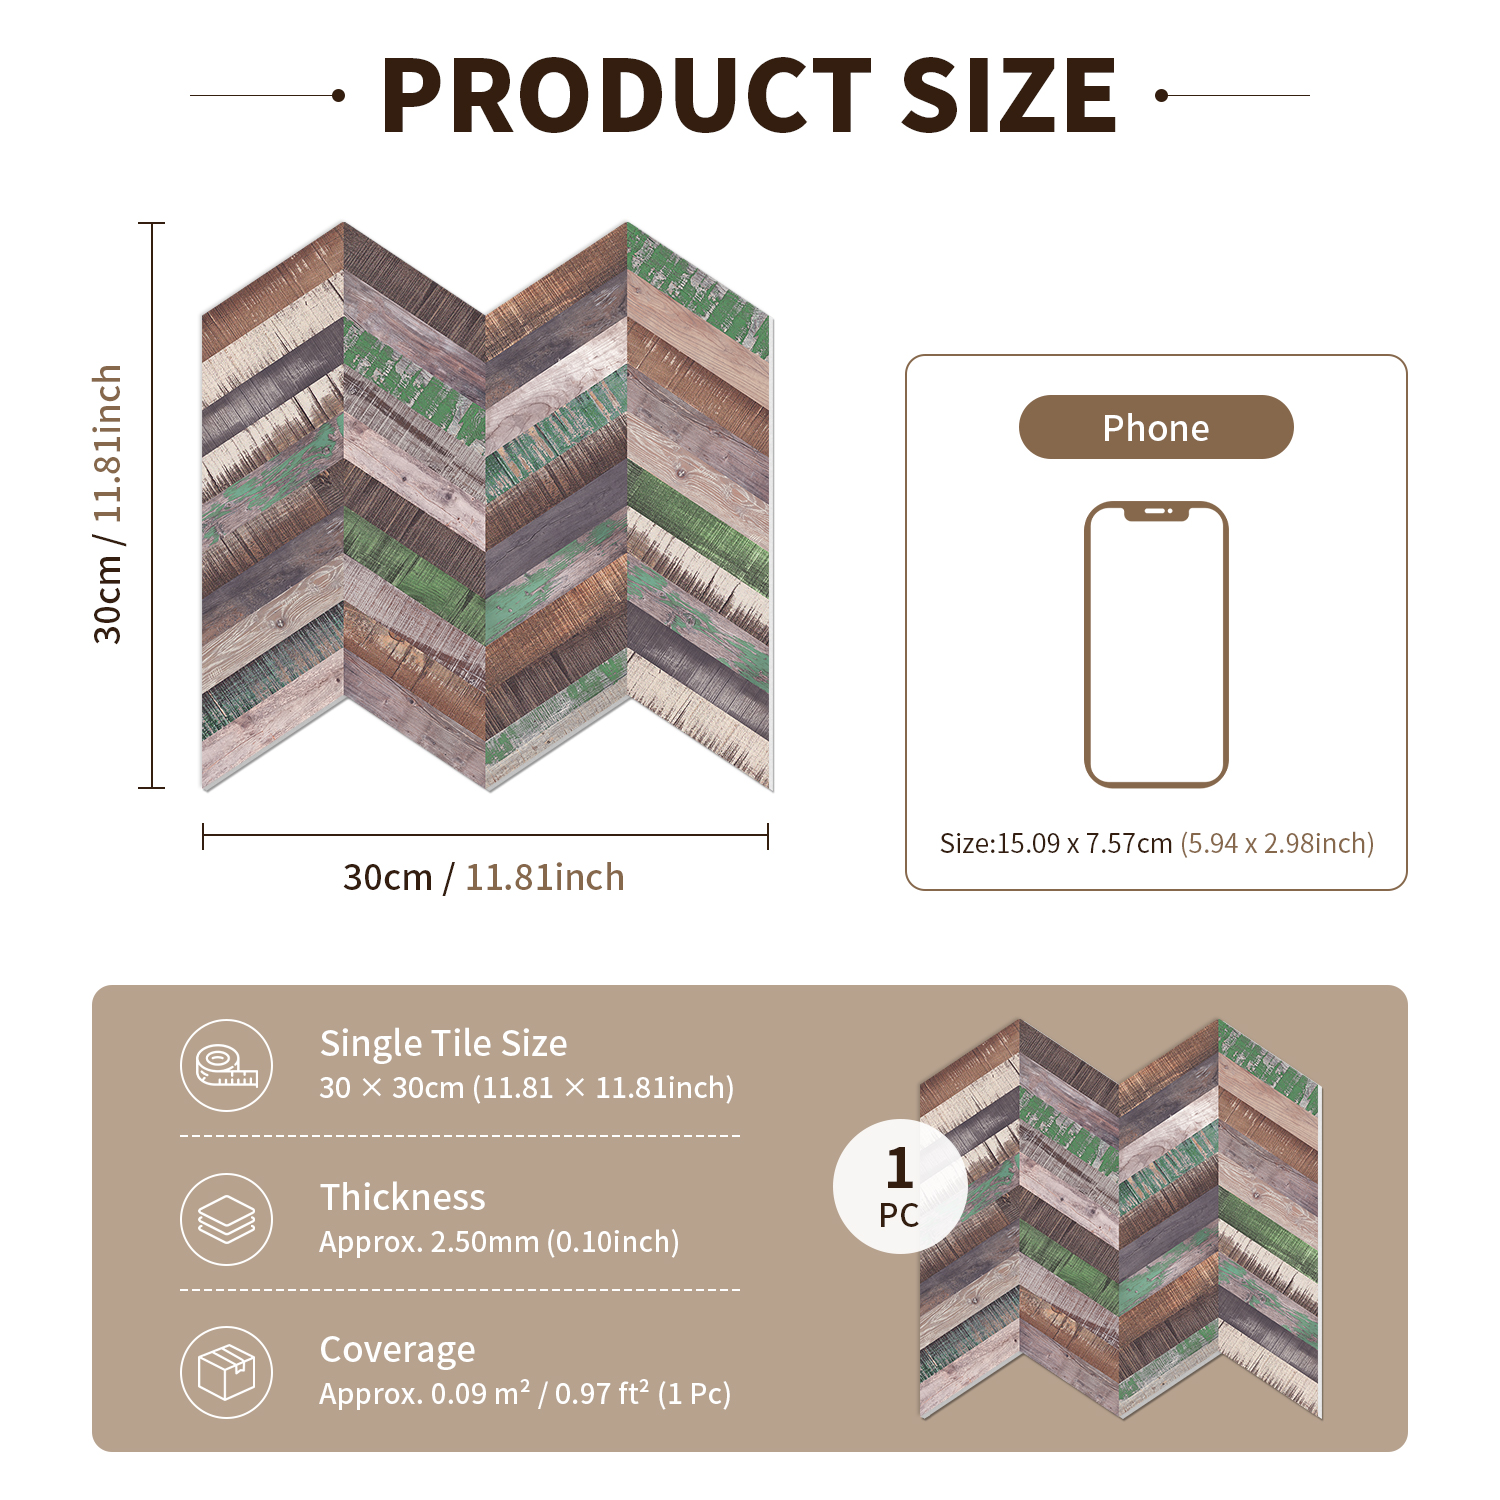 PRODUCT SIZE
30cm / 11.81inch
30cm / 11.81inch
Phone
Size:15.09 x 7.57cm (5.94 x 2.98inch)
Single Tile Size
30 × 30cm (11.81 × 11.81inch)
Thickness
Approx. 2.50mm (0.10inch)
Coverage
Approx. 0.09 m² / 0.97 ft² (1 Pc)
1
PC